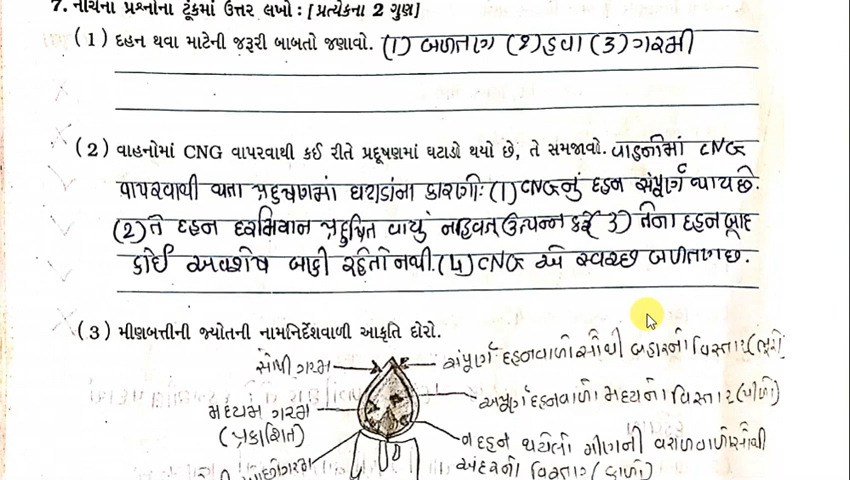 7. નીચેના પ્રશ્નોના ટૂંકમાં ઉત્તર લખો : [પ્રત્યેકના 2 ગુણ]
(1) દહન થવા માટેની જરૂરી બાબતો જણાવો. (1) બળતણ (2) હવા (3) ગરમી
(2) વાહનોમાં CNG વાપરવાથી કઈ રીતે પ્રદૂષણમાં ઘટાડો થયો છે, તે સમજાવો. વાહનોમાં CNG
વાપરવાથી થતા પ્રદુષણમાં ઘટાડાના કારણો: (1) CNG નું દહન સંપૂર્ણ થાય છે.
(2) તે દહન દરમિયાન પ્રદુષિત વાયુ નહિવત્ ઉત્પન્ન કરે 3) તેના દહન બાદ
કોઈ અવશેષ બાકી રહેતો નથી. (4) CNG એ સ્વચ્છ બળતણ છે.
(3) મીણબત્તીની જ્યોતની નામનિર્દેશવાળી આકૃતિ દોરો.
સૌથી ગરમ સંપૂર્ણ દહનવાળો સૌથી બહારનો વિસ્તાર (ભૂરો
મધ્યમ ગરમ અપૂર્ણ દહનવાળો મધ્યનો વિસ્તાર (પીળો)
(પ્રકાશિત) ન દહન થયેલી મીણની વરાળવાળો સૌથી
ઓછો ગરમ અંદરનો વિસ્તાર (કાળો)